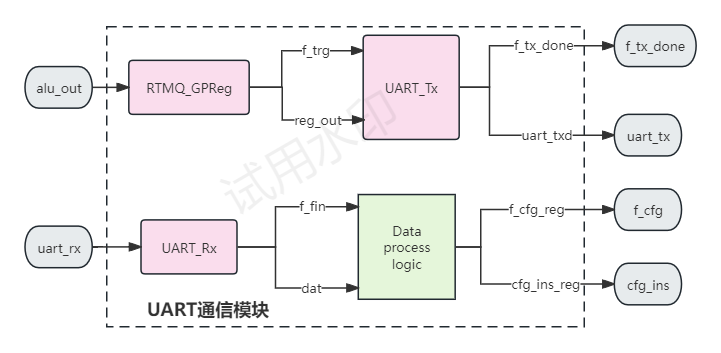 f_trg
f_tx_done
f_tx_done
alu_out
RTMQ_GPReg
UART_Tx
reg_out
uart_txd
uart_tx
试用水印
f_fin
f_cfg_reg
f_cfg
uart_rx
UART_Rx
Data
process
logic
dat
cfg_ins_reg
cfg_ins
UART通信模块